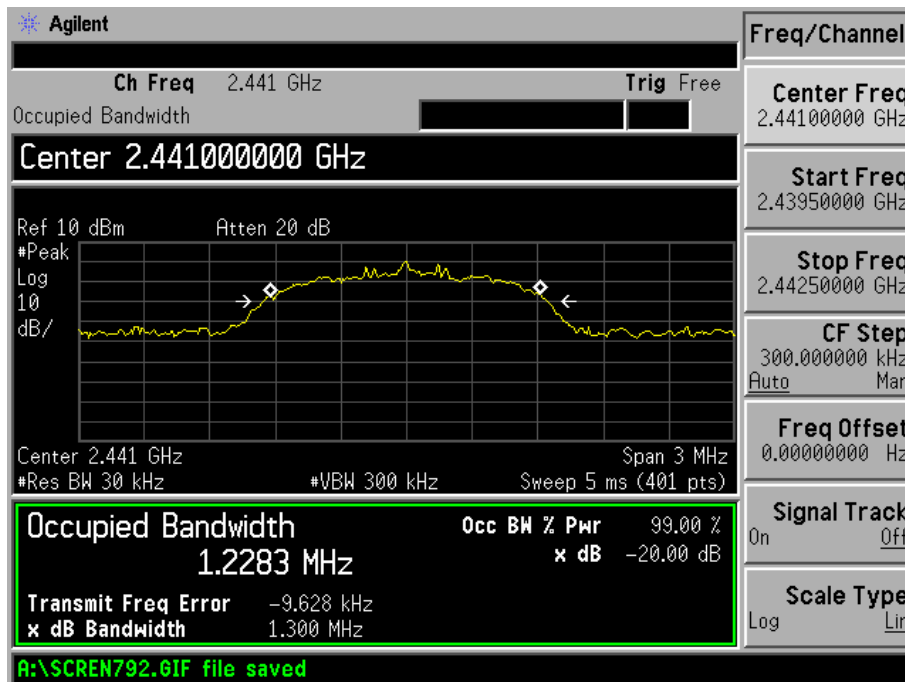 Agilent
Freq/Channel
Ch Freq 2.441 GHz Trig Free
Occupied Bandwidth
Center 2.441000000 GHz
Ref 10 dBm Atten 20 dB
#Peak
Log
10
dB/
Center 2.441 GHz Span 3 MHz
#Res BW 30 kHz #VBW 300 kHz Sweep 5 ms (401 pts)
Occupied Bandwidth
1.2283 MHz
Occ BW % Pwr 99.00 %
x dB -20.00 dB
Transmit Freq Error -9.628 kHz
x dB Bandwidth 1.300 MHz
A:\SCREN792.GIF file saved
Center Freq
2.44100000 GHz
Start Freq
2.43950000 GHz
Stop Freq
2.44250000 GHz
CF Step
300.000000 kHz
Auto Man
Freq Offset
0.00000000 Hz
Signal Track
On Off
Scale Type
Log Lin